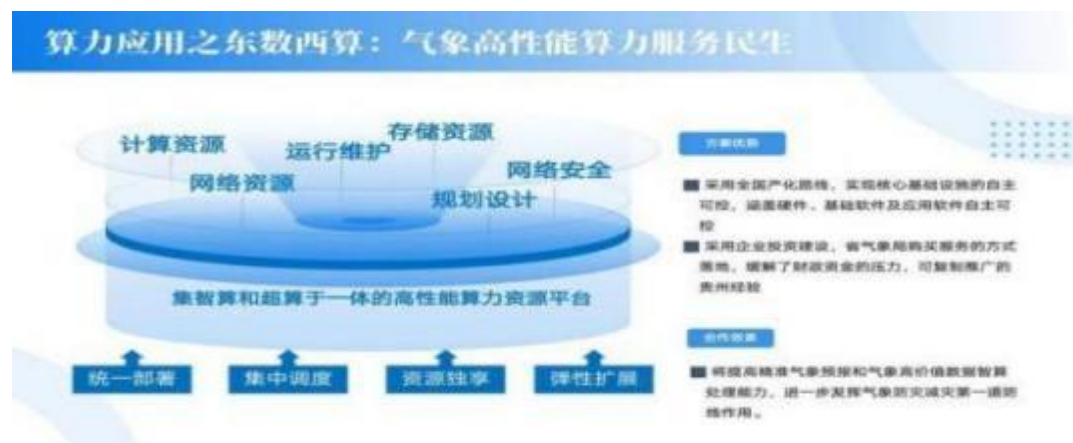 算力应用之东数西算：气象高性能算力服务民生
计算资源
运行维护
存储资源
网络资源
网络安全
规划设计
集智算和超算于一体的高性能算力资源平台
统一部署
集中调度
资源独享
弹性扩展
方案优势
采用全国产化路线，实现核心基础设施的自主
可控，涵盖硬件、基础软件及应用软件自主可
控
采用企业投资建设，省气象局购买服务的方式
落地，缓解了财政资金的压力，可复制推广的
贵州经验
合作效果
将提高精准气象预报和气象高价值数据智算
处理能力，进一步发挥气象防灾减灾第一道防
线作用。